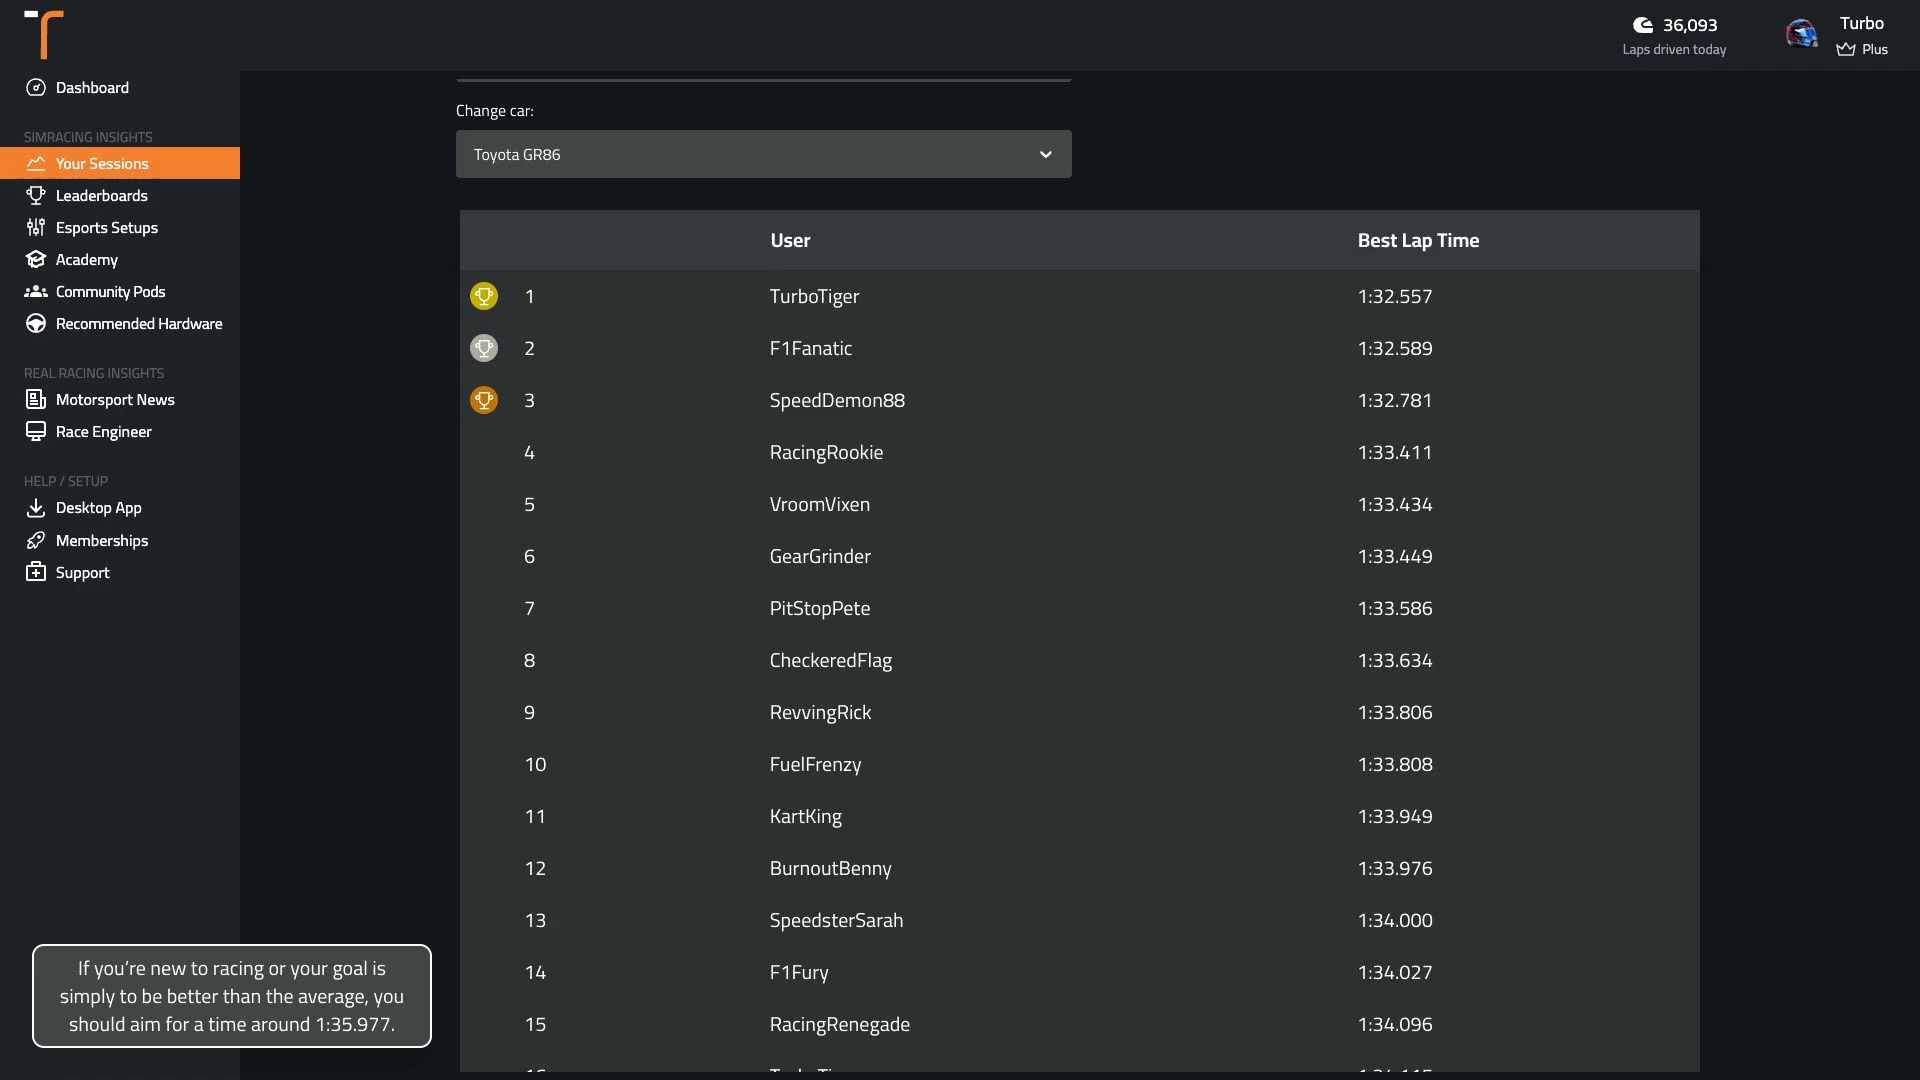 36,093
Laps driven today
Turbo
Plus
Dashboard
SIMRACING INSIGHTS
Your Sessions
Leaderboards
Esports Setups
Academy
Community Pods
Recommended Hardware
REAL RACING INSIGHTS
Motorsport News
Race Engineer
HELP / SETUP
Desktop App
Memberships
Support
If you’re new to racing or your goal is
simply to be better than the average, you
should aim for a time around 1:35.977.
Change car:
Toyota GR86
User Best Lap Time
1 TurboTiger 1:32.557
2 F1Fanatic 1:32.589
3 SpeedDemon88 1:32.781
4 RacingRookie 1:33.411
5 VroomVixen 1:33.434
6 GearGrinder 1:33.449
7 PitStopPete 1:33.586
8 CheckeredFlag 1:33.634
9 RevvingRick 1:33.806
10 FuelFrenzy 1:33.808
11 KartKing 1:33.949
12 BurnoutBenny 1:33.976
13 SpeedsterSarah 1:34.000
14 F1Fury 1:34.027
15 RacingRenegade 1:34.096